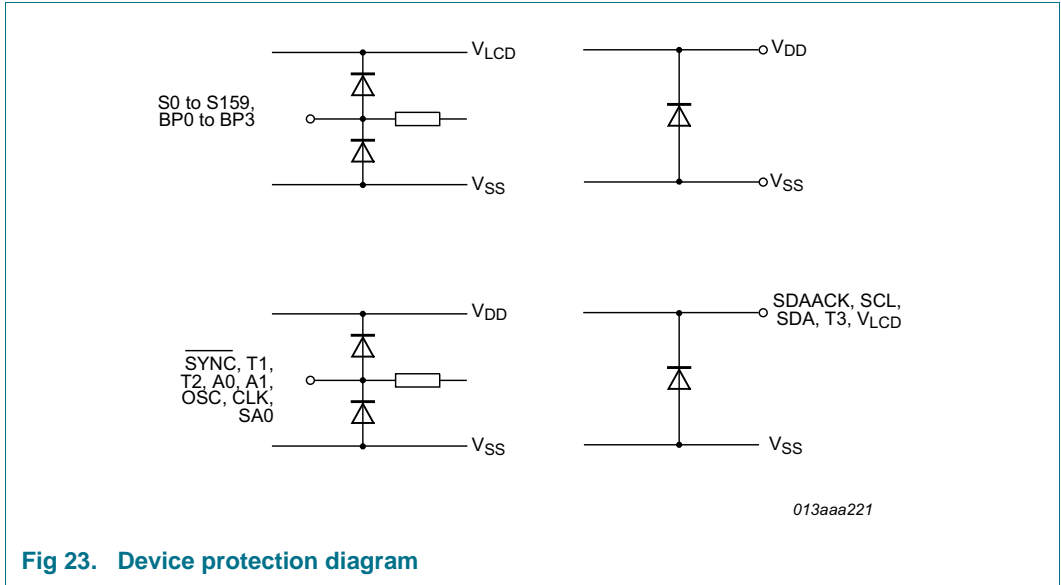 VLCD
S0 to S159,
BP0 to BP3
VSS
VDD
VSS
VDD
SYNC, T1,
T2, A0, A1,
OSC, CLK,
SA0
VSS
SDAACK, SCL,
SDA, T3, VLCD
VSS
013aaa221
Fig 23. Device protection diagram